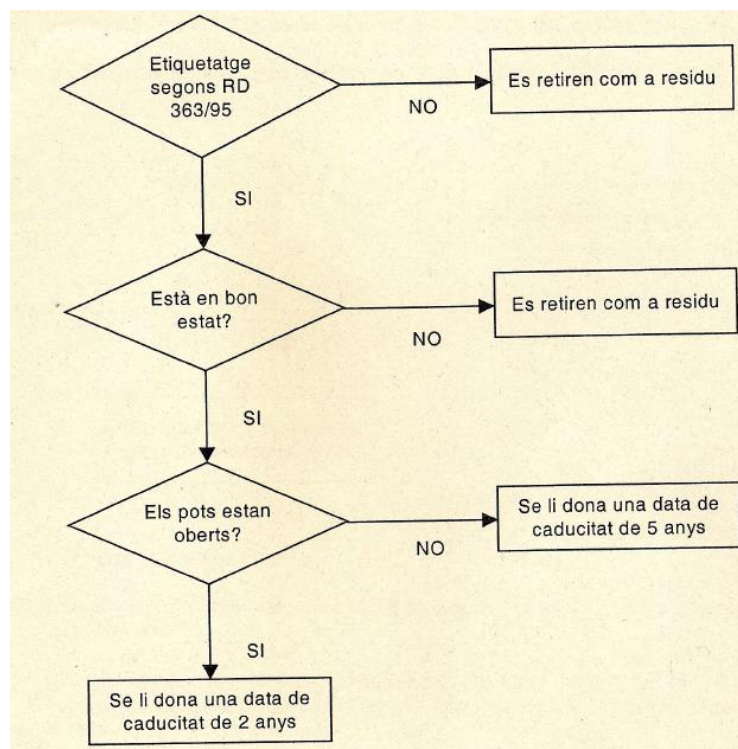 Etiquetatge
segons RD
363/95
NO
Es retiren com a residu
SI
Està en bon
estat?
NO
Es retiren com a residu
SI
Els pots estan
oberts?
NO
Se li dona una data de
caducitat de 5 anys
SI
Se li dona una data de
caducitat de 2 anys